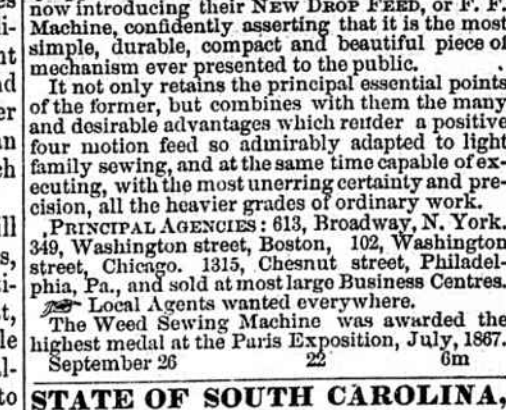 now introducing their NEW DROP FEED, or F. F.
Machine, confidently asserting that it is the most
simple, durable, compact and beautiful piece of
mechanism ever presented to the public.
It not only retains the principal essential points
of the former, but combines with them the many
and desirable advantages which render a positive
four motion feed so admirably adapted to light
family sewing, and at the same time capable of ex-
ecuting, with the most unerring certainty and pre-
cision, all the heavier grades of ordinary work.
PRINCIPAL AGENCIES: 613, Broadway, N. York.
349, Washington street, Boston, 102, Washington
street, Chicago. 1315, Chesnut street, Philadel-
phia, Pa., and sold at most large Business Centres.
☞ Local Agents wanted everywhere.
The Weed Sewing Machine was awarded the
highest medal at the Paris Exposition, July, 1867.
September 26 22 6m
STATE OF SOUTH CAROLINA,